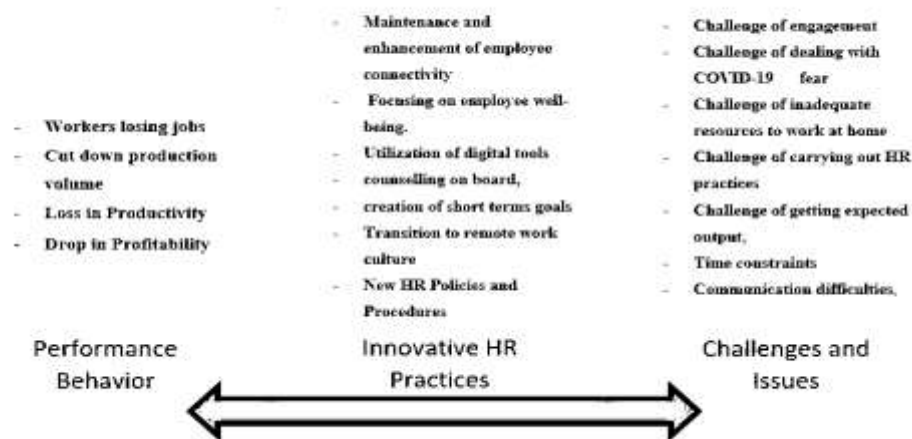 - Workers losing jobs
- Cut down production
volume
- Loss in Productivity
- Drop in Profitability
Performance
Behavior
- Maintenance and
enhancement of employee
connectivity
- Focusing on employee well-
being.
- Utilization of digital tools
- counselling on board,
- creation of short terms goals
- Transition to remote work
culture
- New HR Policies and
Procedures
Innovative HR
Practices
- Challenge of engagement
- Challenge of dealing with
COVID-19 fear
- Challenge of inadequate
resources to work at home
- Challenge of carrying out HR
practices
- Challenge of getting expected
output,
- Time constraints
- Communication difficulties,
Challenges and
Issues